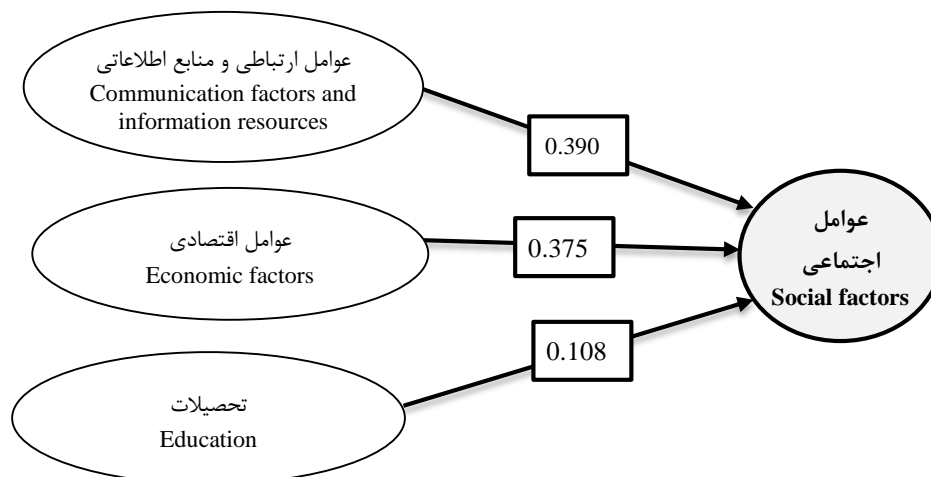 عوامل ارتباطی و منابع اطلاعاتی
Communication factors and
information resources
0.390
عوامل اقتصادی
Economic factors
0.375
عوامل
اجتماعی
Social factors
0.108
تحصیلات
Education